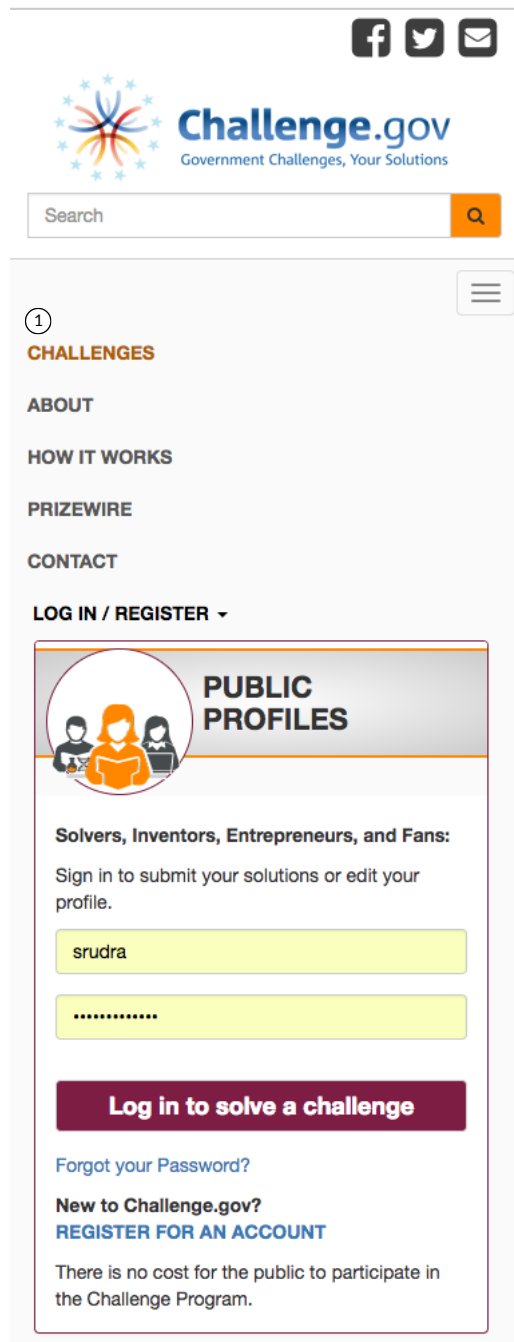 Challenge.gov
Government Challenges, Your Solutions
Search
1
CHALLENGES
ABOUT
HOW IT WORKS
PRIZEWIRE
CONTACT
LOG IN / REGISTER
PUBLIC
PROFILES
Solvers, Inventors, Entrepreneurs, and Fans:
Sign in to submit your solutions or edit your
profile.
srudra
•••••••••••••
Log in to solve a challenge
Forgot your Password?
New to Challenge.gov?
REGISTER FOR AN ACCOUNT
There is no cost for the public to participate in
the Challenge Program.